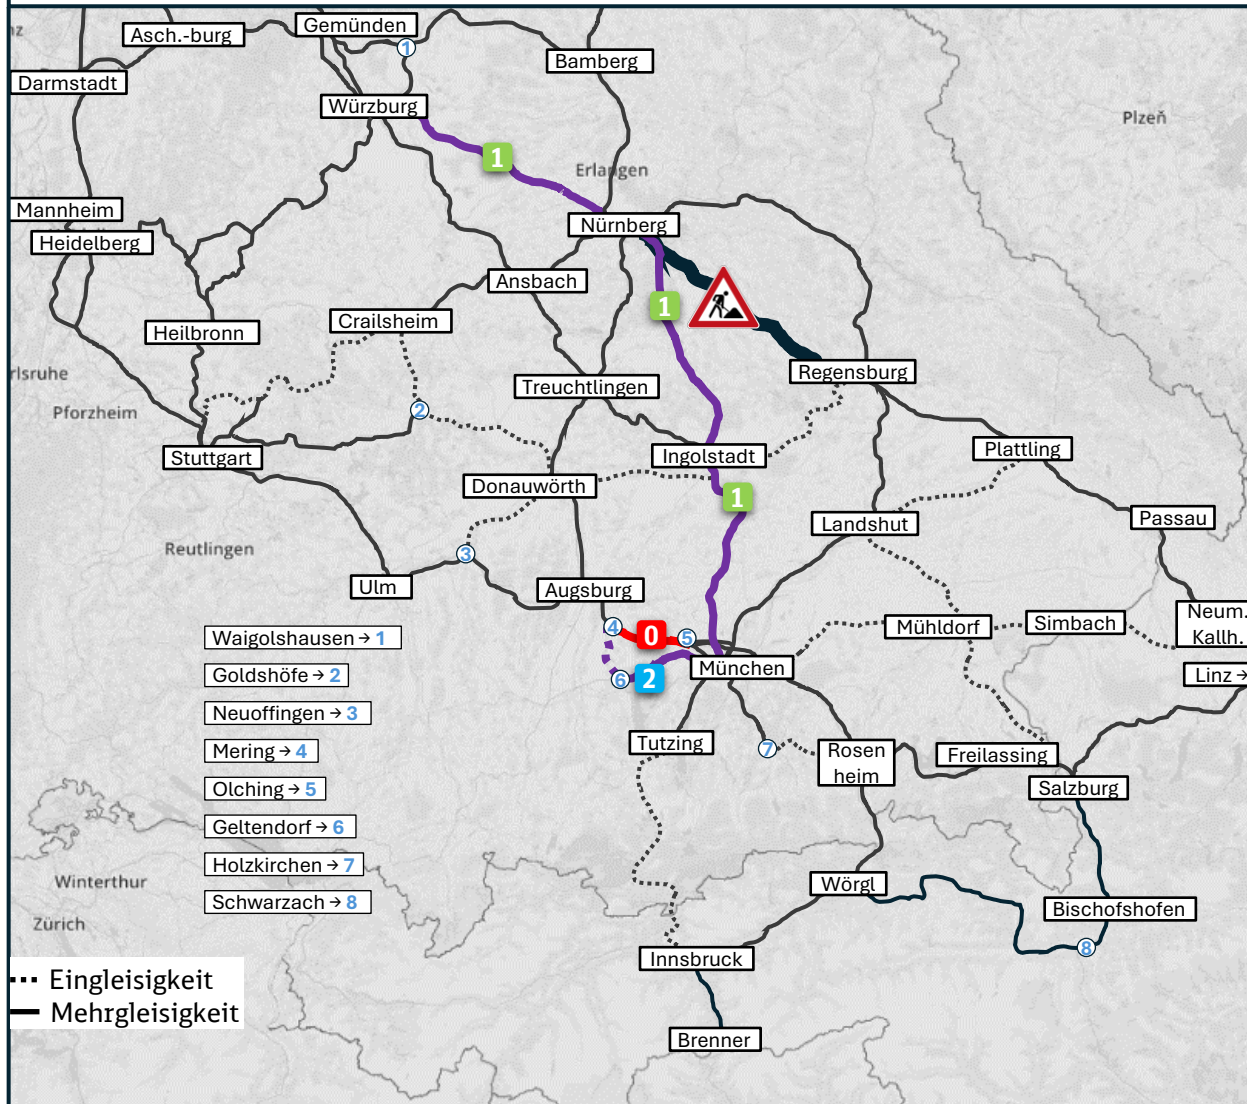 nz
Asch.-burg
Gemünden
1
Bamberg
Darmstadt
Würzburg
Plzeň
1
Erlangen
Mannheim
Nürnberg
Heidelberg
Ansbach
1
Crailsheim
Heilbronn
rlsruhe
Regensburg
Treuchtlingen
Pforzheim
2
Stuttgart
Ingolstadt
Plattling
Donauwörth
1
Landshut
Passau
Reutlingen
3
Ulm
Augsburg
Neum.
Kallh.
Waigolshausen → 1
4
0
5
Mühldorf
Simbach
Goldshöfe → 2
6
2
München
Linz →
Neuoffingen → 3
Mering → 4
Tutzing
7
Rosen
heim
Freilassing
Olching → 5
Salzburg
Geltendorf → 6
Holzkirchen → 7
Winterthur
Wörgl
Schwarzach → 8
Bischofshofen
Zürich
8
Innsbruck
Eingleisigkeit
Mehrgleisigkeit
Brenner